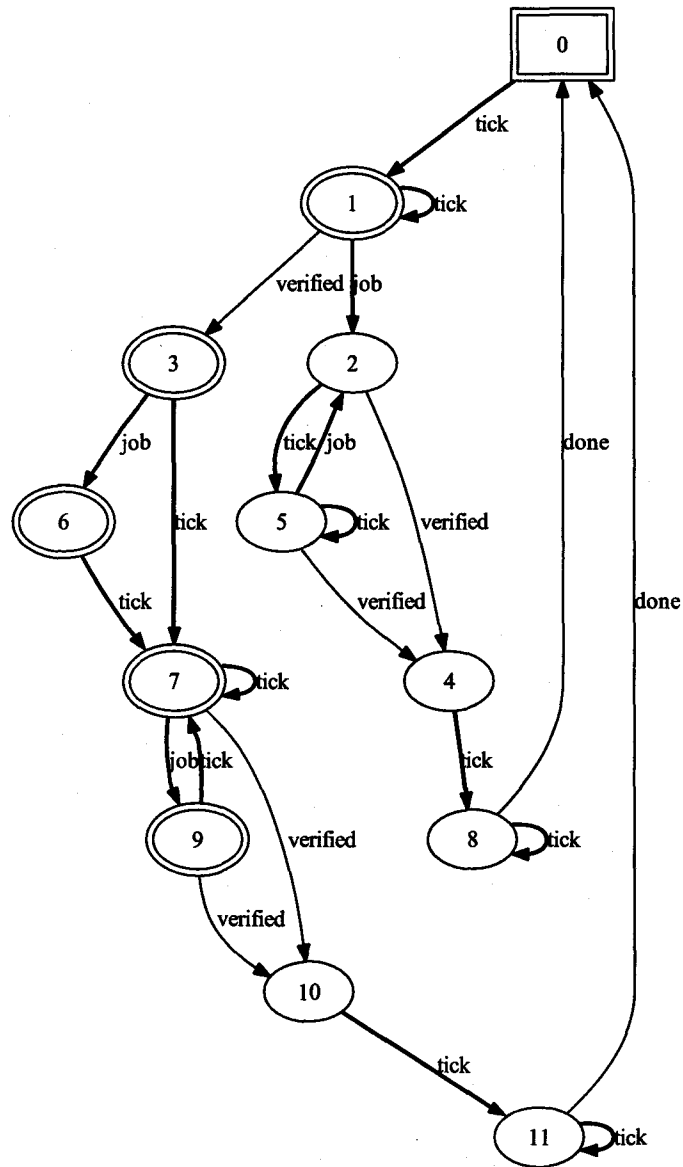 0
tick
1
tick
verified job
3
2
job
tick job
done
6
tick
5
tick
verified
tick
verified
done
7
tick
4
job tick
tick
9
verified
8
tick
verified
10
tick
11
tick